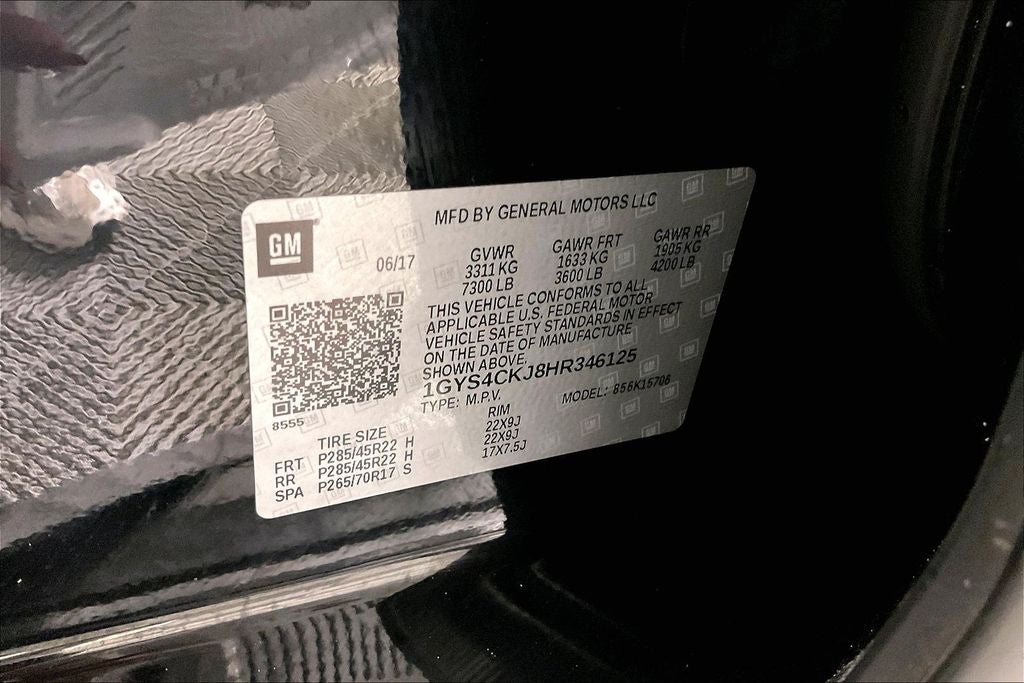 MFD BY GENERAL MOTORS LLC
GM
06/17
GVWR GAWR FRT GAWR RR
3311 KG 1633 KG 1905 KG
7300 LB 3600 LB 4200 LB
THIS VEHICLE CONFORMS TO ALL
APPLICABLE U.S. FEDERAL MOTOR
VEHICLE SAFETY STANDARDS IN EFFECT
ON THE DATE OF MANUFACTURE
SHOWN ABOVE.
1GYS4CKJ8HR346125
TYPE: M.P.V. MODEL: 856K15706
8555
TIRE SIZE RIM
FRT P285/45R22 H 22X9J
RR P285/45R22 H 22X9J
SPA P265/70R17 S 17X7.5J